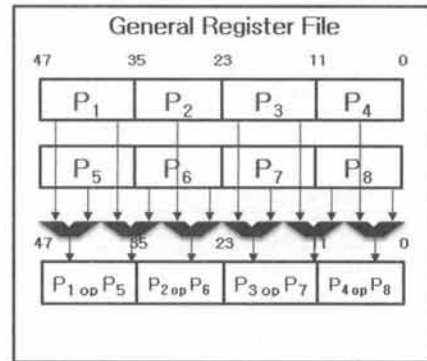 General Register File
47 35 23 11 0
P1 P2 P3 P4
P5 P6 P7 P8
47 35 23 11 0
P1 op P5 P2 op P6 P3 op P7 P4 op P8